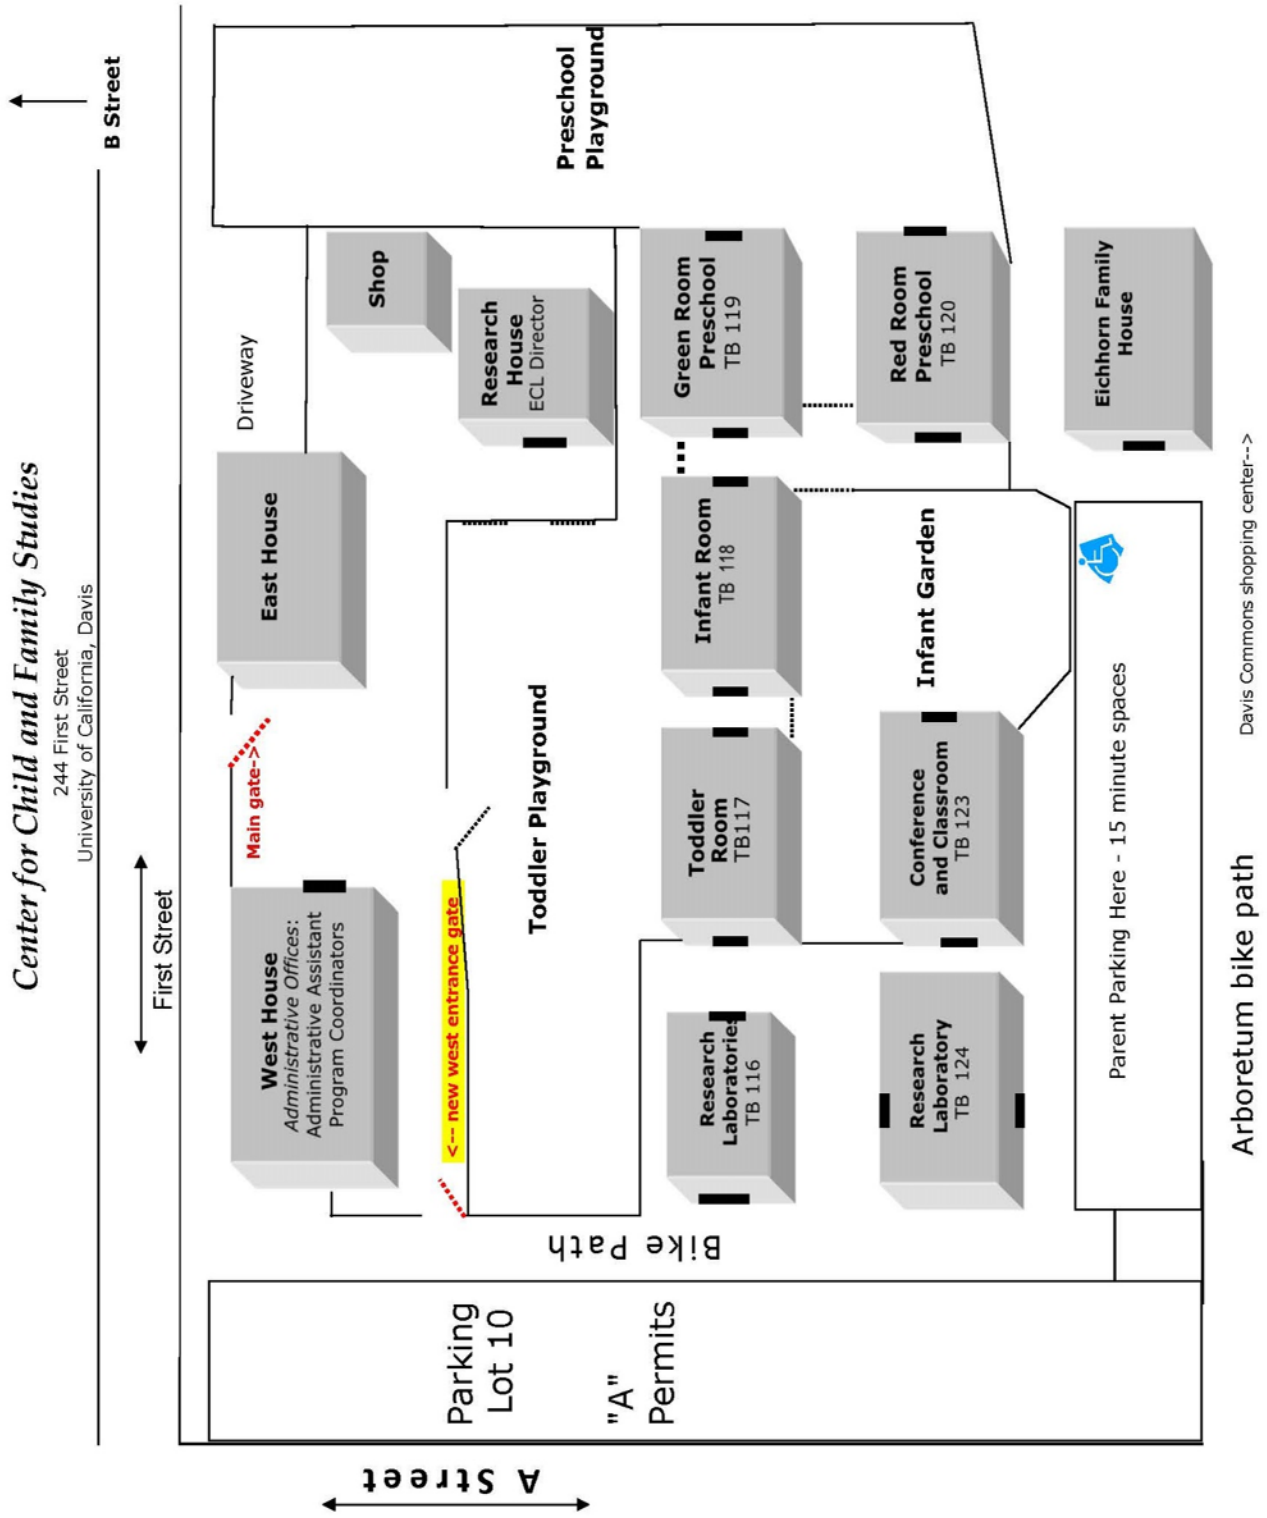 Center for Child and Family Studies
244 First Street
University of California, Davis
B Street
First Street
Driveway
Main gate->
West House
Administrative Offices:
Administrative Assistant
Program Coordinators
East House
Shop
Research
House
ECL Director
<-- new west entrance gate
Toddler Playground
Preschool
Playground
A Street
Parking
Lot 10
"A"
Permits
Bike Path
Research
Laboratories
TB 116
Toddler
Room
TB117
Infant Room
TB 118
Green Room
Preschool
TB 119
Research
Laboratory
TB 124
Conference
and Classroom
TB 123
Infant Garden
Red Room
Preschool
TB 120
Eichhorn Family
House
Parent Parking Here - 15 minute spaces
Arboretum bike path
Davis Commons shopping center-->